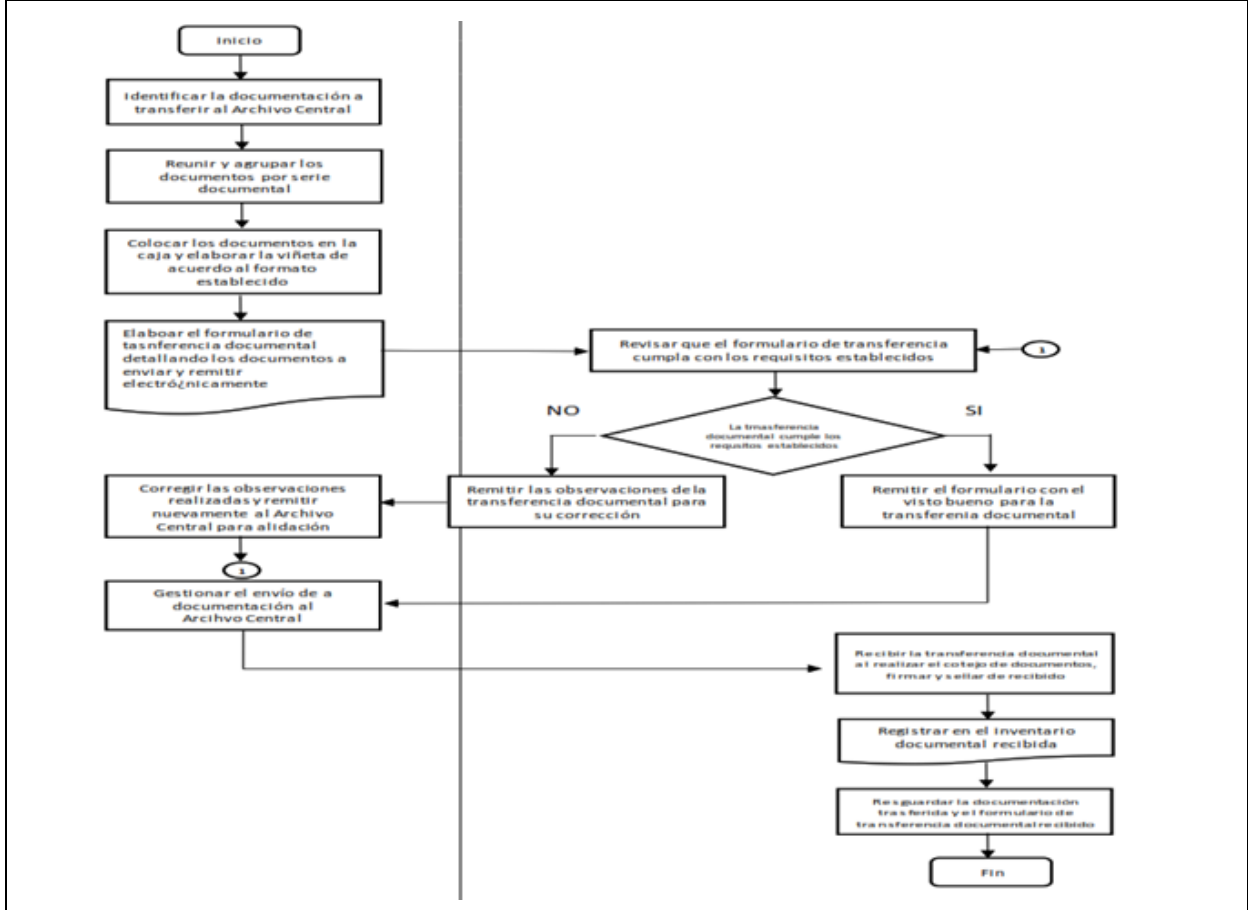 Inicio
Identificar la documentación a
transferir al Archivo Central
Reunir y agrupar los
documentos por serie
documental
Colocar los documentos en la
caja y elaborar la viñeta de
acuerdo al formato
establecido
Elaboar el formulario de
tasnferencia documental
detallando los documentos a
enviar y remitir
electró¿nicamente
Revisar que el formulario de transferencia
cumpla con los requisitos establecidos
1
NO
SI
La tmasferencia
documental cumple los
requsitos establecidos
Corregir las observaciones
realizadas y remitir
nuevamente al Archivo
Central para alidación
Remitir las observaciones de la
transferencia documental para
su corrección
Remitir el formulario con el
visto bueno para la
transferenia documental
1
Gestionar el envío de a
documentación al
Arcihvo Central
Recibir la transferencia documental
al realizar el cotejo de documentos,
firmar y sellar de recibido
Registrar en el inventario
documental recibida
Resguardar la documentación
trasferida y el formulario de
transferencia documental recibido
Fin